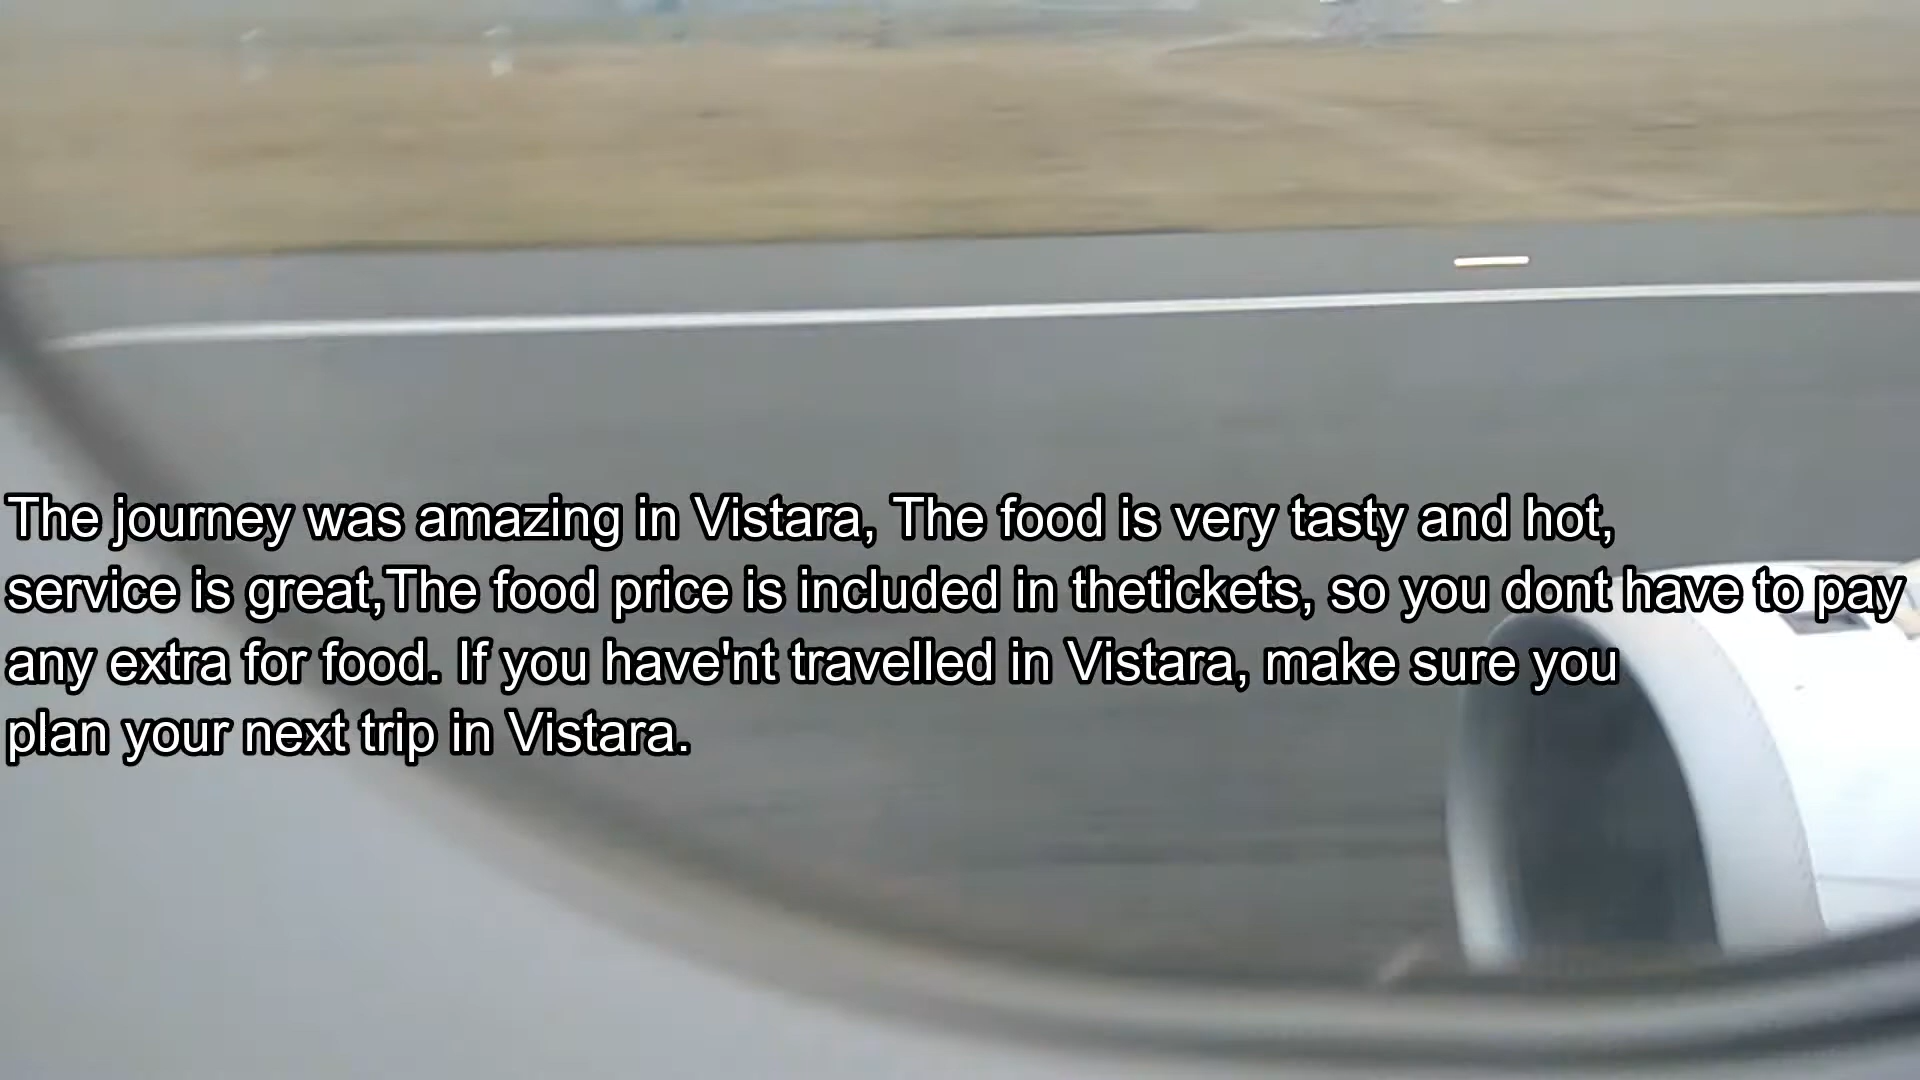 The journey was amazing in Vistara, The food is very tasty and hot,
service is great,The food price is included in thetickets, so you dont have to pay
any extra for food. If you have'nt travelled in Vistara, make sure you
plan your next trip in Vistara.